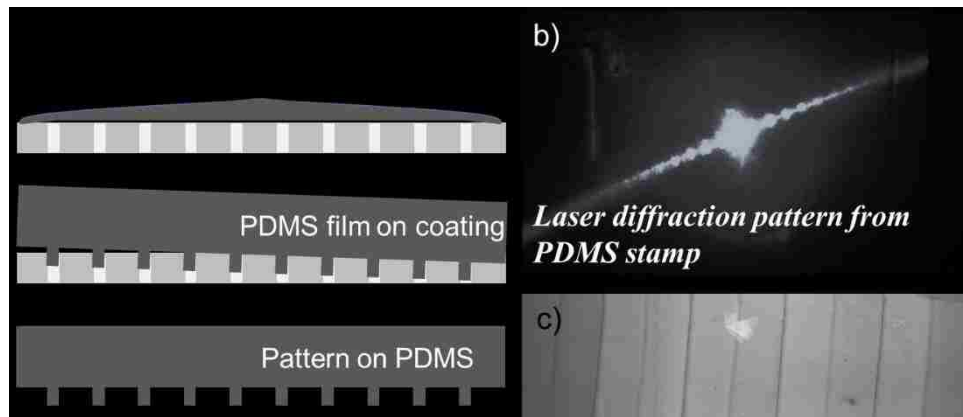 PDMS film on coating
Pattern on PDMS
b)
Laser diffraction pattern from
PDMS stamp
c)